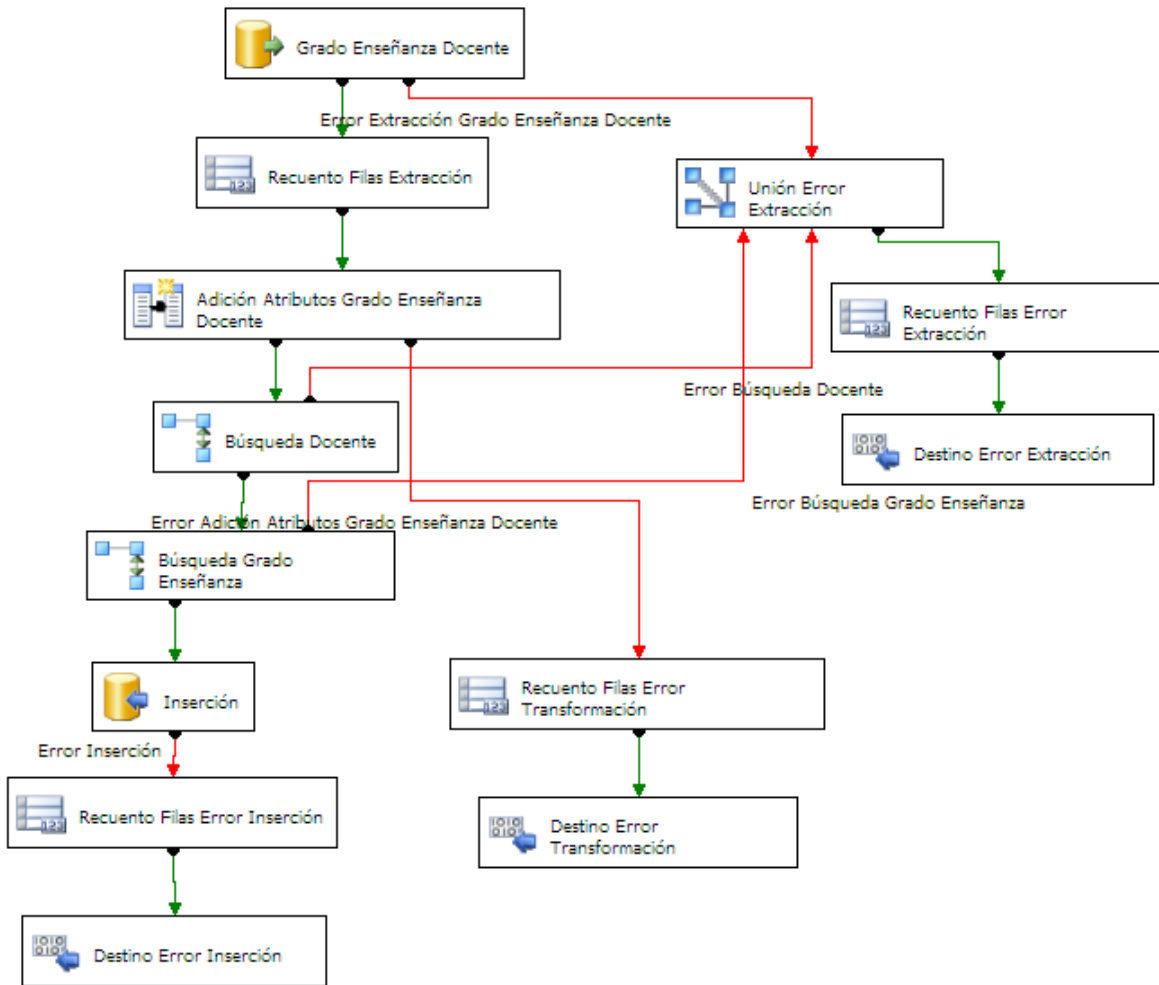 Grado Enseñanza Docente
Error Extracción Grado Enseñanza Docente
Recuento Filas Extracción
Unión Error
Extracción
Adición Atributos Grado Enseñanza
Docente
Recuento Filas Error
Extracción
Error Búsqueda Docente
Búsqueda Docente
Destino Error Extracción
Error Búsqueda Grado Enseñanza
Error Adición Atributos Grado Enseñanza Docente
Búsqueda Grado
Enseñanza
Inserción
Recuento Filas Error
Transformación
Error Inserción
Recuento Filas Error Inserción
Destino Error
Transformación
Destino Error Inserción